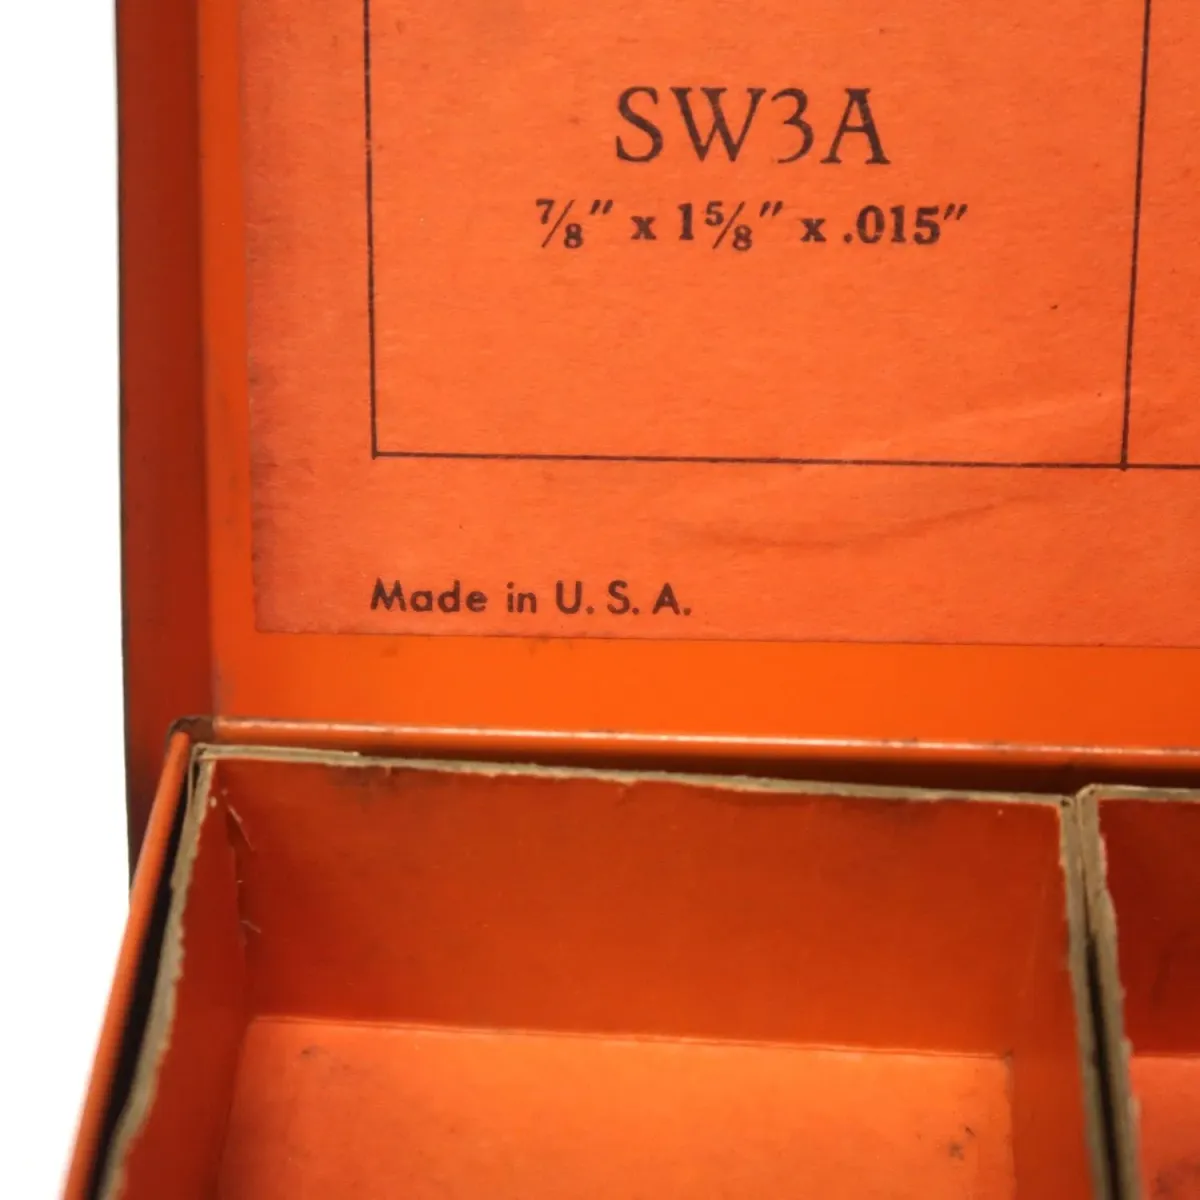 SW3A
⅞" x 1⅝" x .015"
Made in U. S. A.